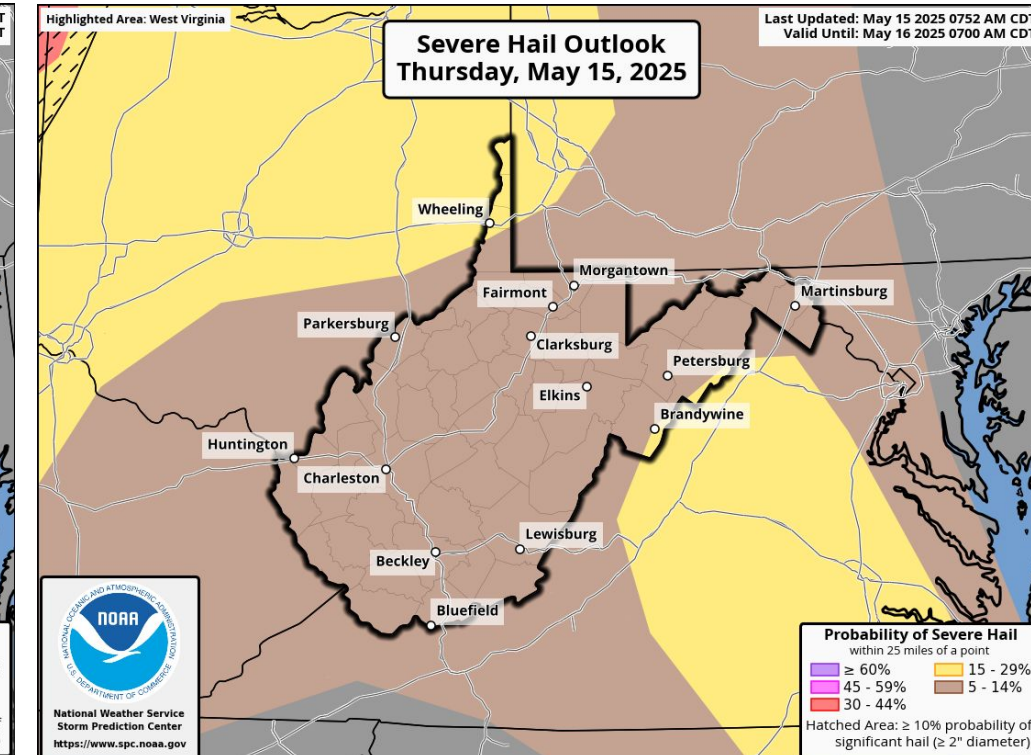 Highlighted Area: West Virginia
Severe Hail Outlook
Thursday, May 15, 2025
Last Updated: May 15 2025 0752 AM CDT
Valid Until: May 16 2025 0700 AM CDT
Wheeling
Morgantown
Fairmont
Martinsburg
Parkersburg
Clarksburg
Petersburg
Elkins
Brandywine
Huntington
Charleston
Lewisburg
Beckley
Bluefield
NATIONAL OCEANIC AND ATMOSPHERIC ADMINISTRATION
NOAA
U.S. DEPARTMENT OF COMMERCE
National Weather Service
Storm Prediction Center
https://www.spc.noaa.gov
Probability of Severe Hail
within 25 miles of a point
≥ 60% 15 - 29%
45 - 59% 5 - 14%
30 - 44%
Hatched Area: ≥ 10% probability of
significant hail (≥ 2" diameter)